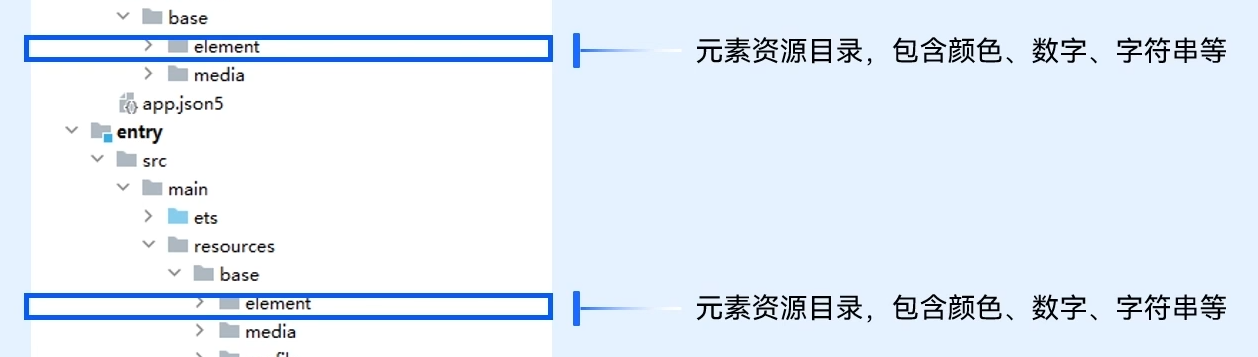 base
element
元素资源目录，包含颜色、数字、字符串等
media
app.json5
entry
src
main
ets
resources
base
element
元素资源目录，包含颜色、数字、字符串等
media